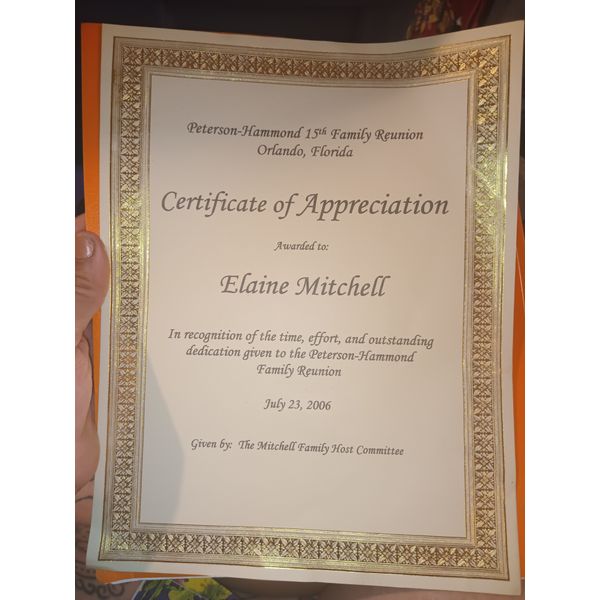 Peterson-Hammond 15th Family Reunion
Orlando, Florida
Certificate of Appreciation
Awarded to:
Elaine Mitchell
In recognition of the time, effort, and outstanding
dedication given to the Peterson-Hammond
Family Reunion
July 23, 2006
Given by: The Mitchell Family Host Committee